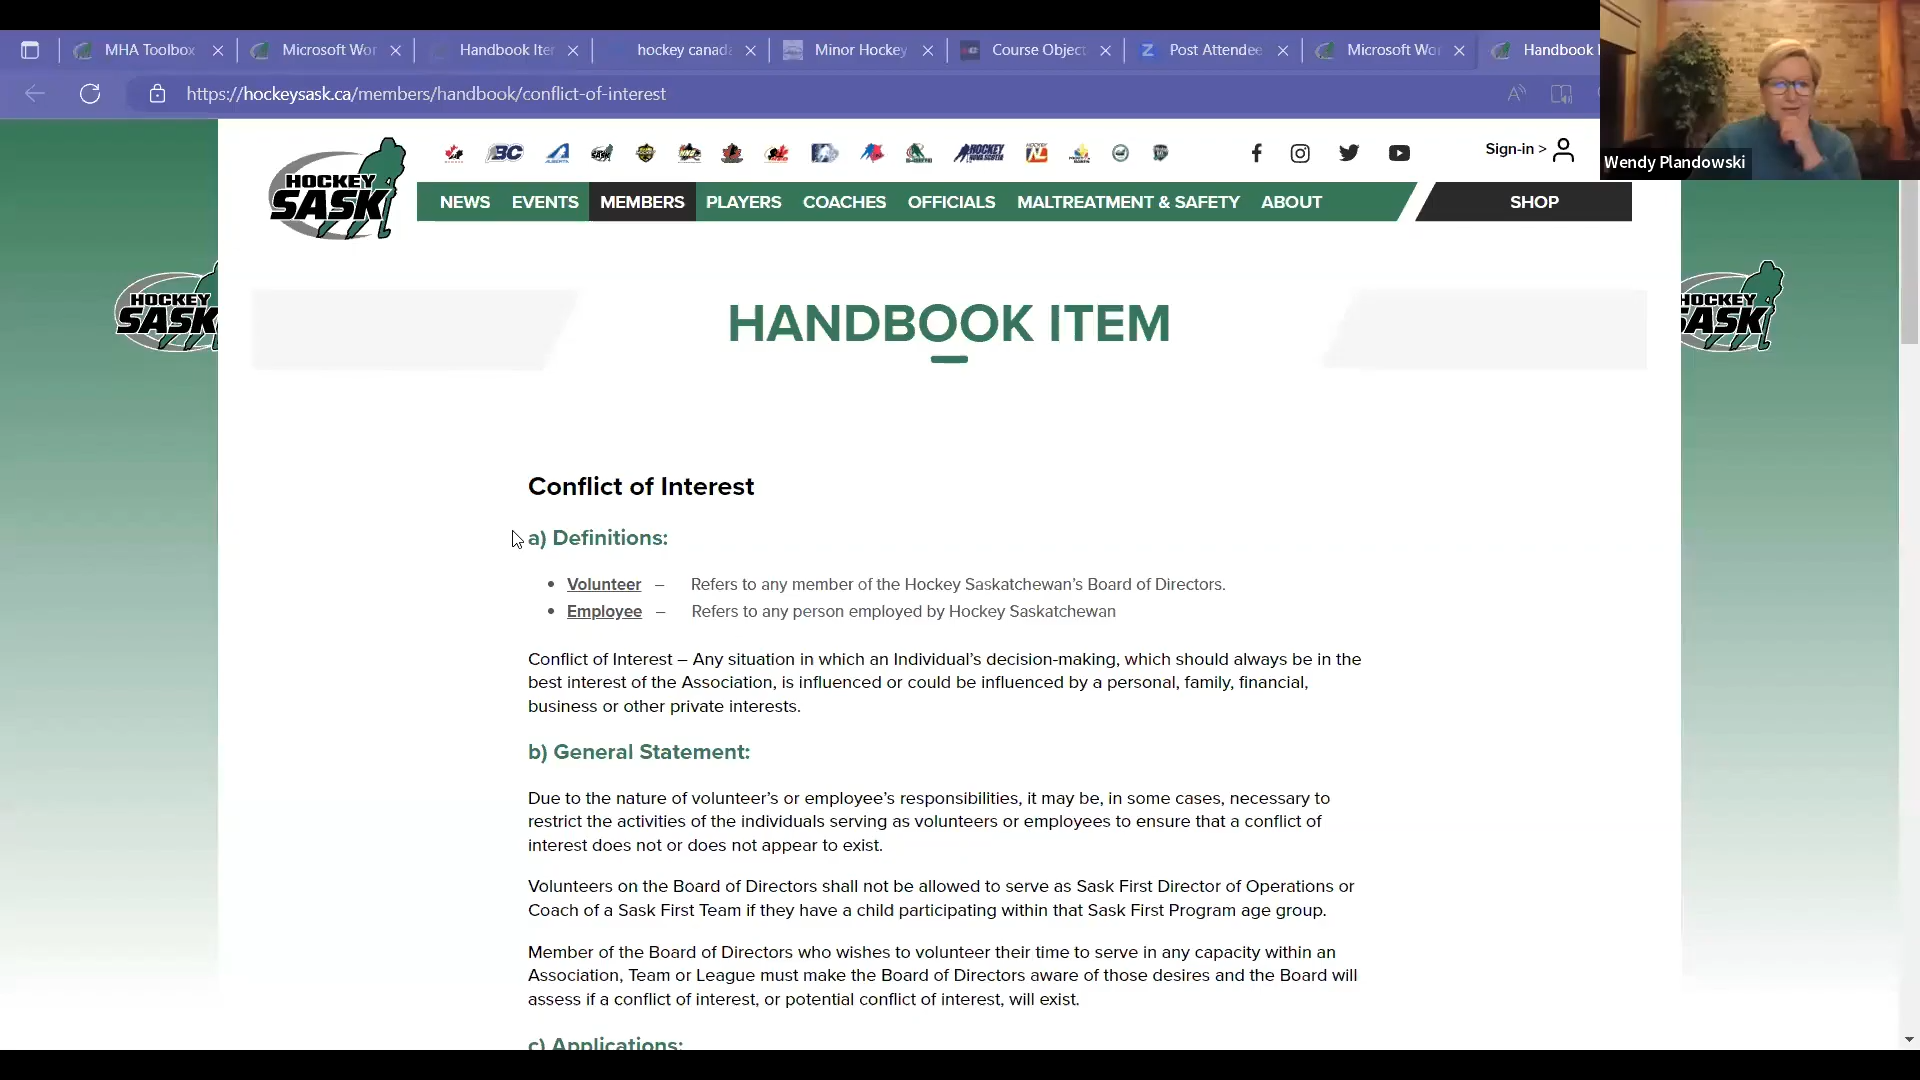 MHA Toolbox
Microsoft Wor
Handbook Iter
hockey canad
Minor Hockey
Course Object
Post Attendee
Microsoft Wor
Handbook
https://hockeysask.ca/members/handbook/conflict-of-interest
Wendy Plandowski
HOCKEY
SASK
BC
Sign-in >
NEWS EVENTS MEMBERS PLAYERS COACHES OFFICIALS MALTREATMENT & SAFETY ABOUT SHOP
HOCKEY
SASK
HOCKEY
SASK
HANDBOOK ITEM
Conflict of Interest
a) Definitions:
• Volunteer – Refers to any member of the Hockey Saskatchewan’s Board of Directors.
• Employee – Refers to any person employed by Hockey Saskatchewan
Conflict of Interest – Any situation in which an Individual’s decision-making, which should always be in the
best interest of the Association, is influenced or could be influenced by a personal, family, financial,
business or other private interests.
b) General Statement:
Due to the nature of volunteer’s or employee’s responsibilities, it may be, in some cases, necessary to
restrict the activities of the individuals serving as volunteers or employees to ensure that a conflict of
interest does not or does not appear to exist.
Volunteers on the Board of Directors shall not be allowed to serve as Sask First Director of Operations or
Coach of a Sask First Team if they have a child participating within that Sask First Program age group.
Member of the Board of Directors who wishes to volunteer their time to serve in any capacity within an
Association, Team or League must make the Board of Directors aware of those desires and the Board will
assess if a conflict of interest, or potential conflict of interest, will exist.
c) Applications: